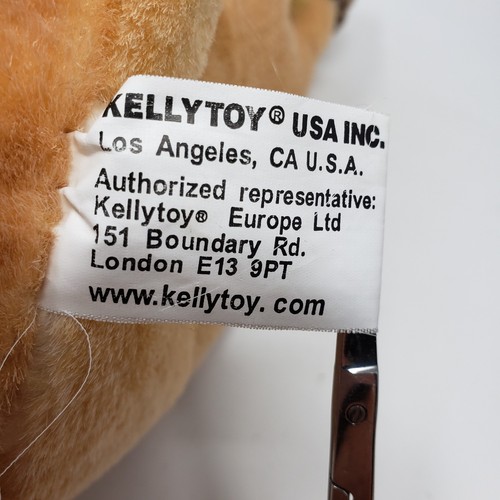 KELLYTOY® USA INC.
Los Angeles, CA U.S.A.
Authorized representative:
Kellytoy® Europe Ltd
151 Boundary Rd.
London E13 9PT
www.kellytoy. com